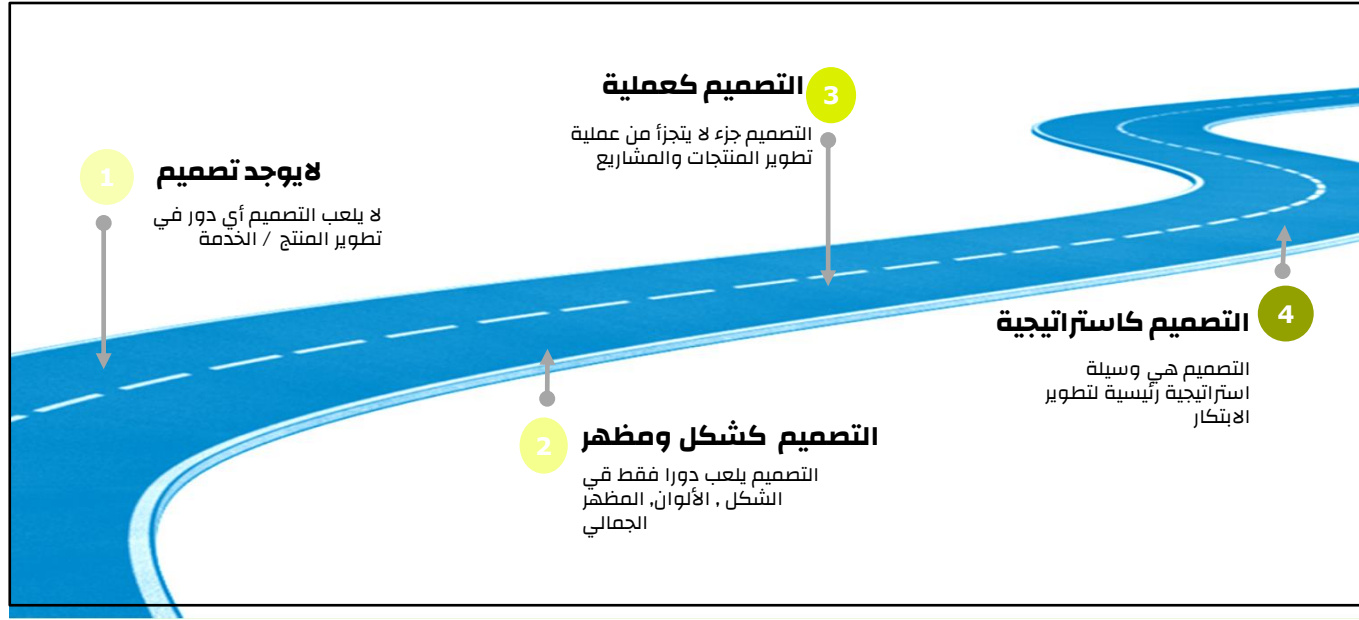 1
لايوجد تصميم
لا يلعب التصميم أي دور في
تطوير المنتج / الخدمة
2
التصميم كشكل ومظهر
التصميم يلعب دورا فقط قي
الشكل , الألوان, المظهر
الجمالي
3
التصميم كعملية
التصميم جزء لا يتجزأ من عملية
تطوير المنتجات والمشاريع
4
التصميم كاستراتيجية
التصميم هي وسيلة
استراتيجية رئيسية لتطوير
الابتكار